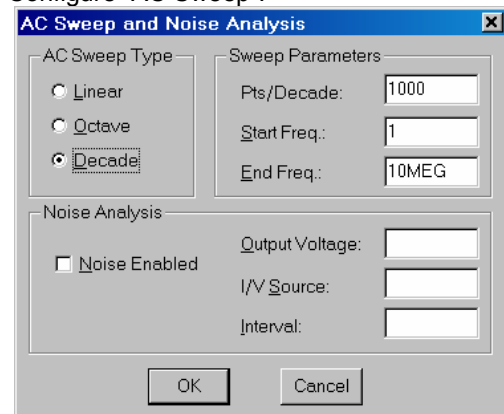 Configure "AC Sweep":
AC Sweep and Noise Analysis
AC Sweep Type
Linear
Octave
Decade
Sweep Parameters
Pts/Decade: 1000
Start Freq.: 1
End Freq.: 10MEG
Noise Analysis
Noise Enabled
Output Voltage:
I/V Source:
Interval:
OK Cancel